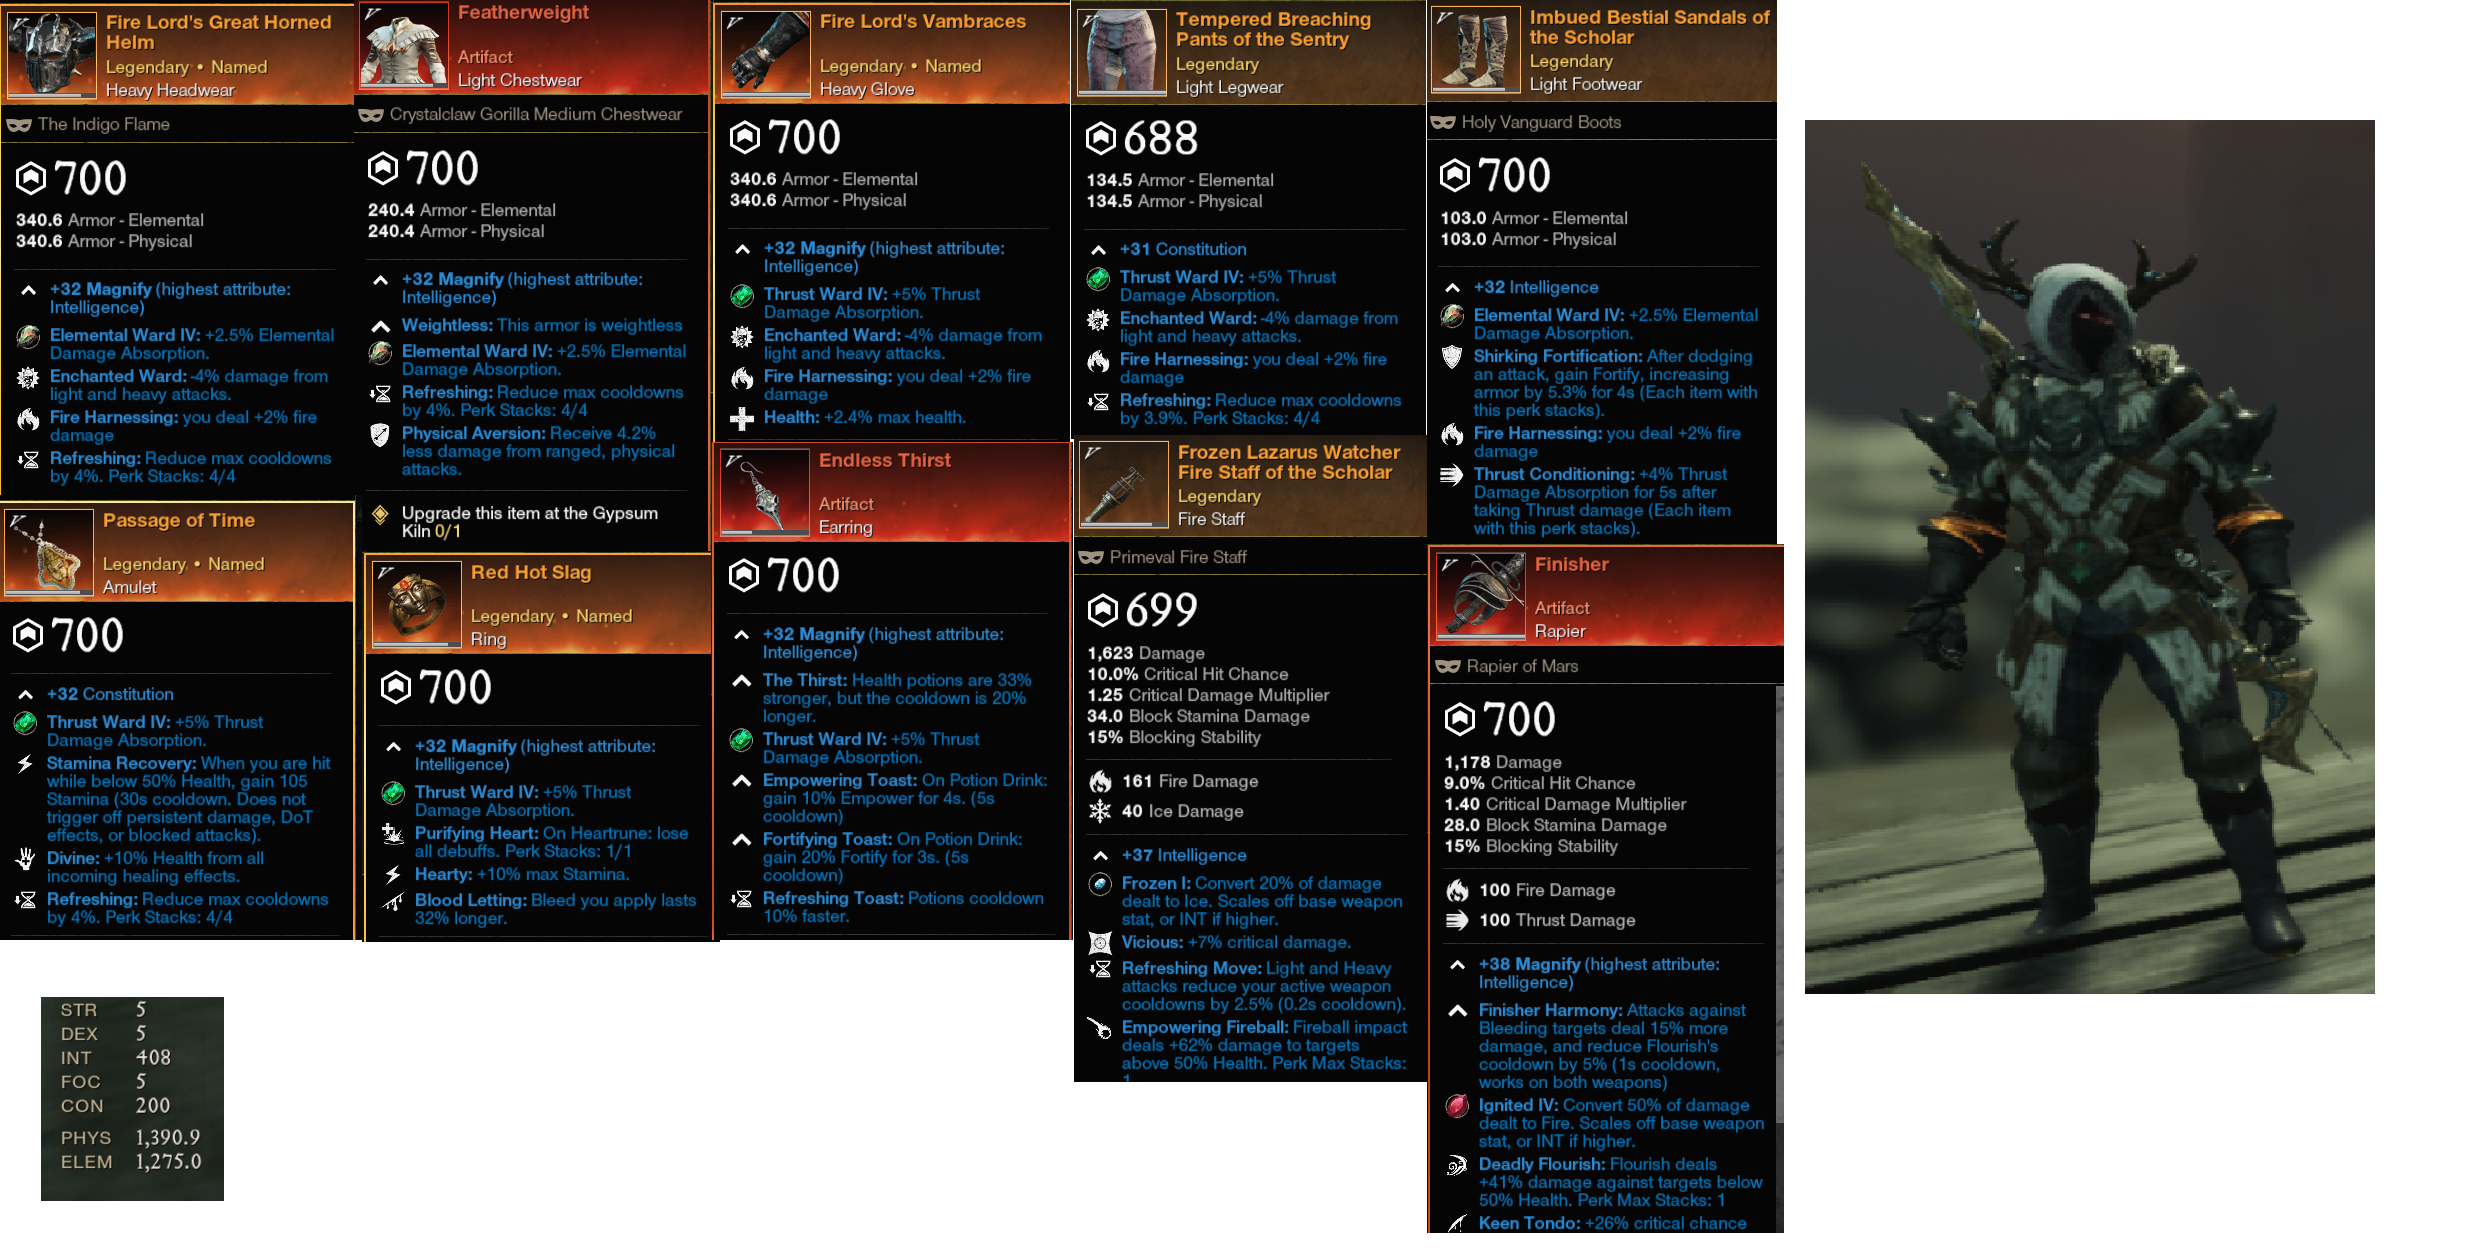 Fire Lord's Great Horned
Helm
Legendary • Named
Heavy Headwear
The Indigo Flame
700
340.6 Armor - Elemental
340.6 Armor - Physical
+32 Magnify (highest attribute:
Intelligence)
Elemental Ward IV: +2.5% Elemental
Damage Absorption.
Enchanted Ward: -4% damage from
light and heavy attacks.
Fire Harnessing: you deal +2% fire
damage
Refreshing: Reduce max cooldowns
by 4%. Perk Stacks: 4/4
Featherweight
Artifact
Light Chestwear
Crystalclaw Gorilla Medium Chestwear
700
240.4 Armor - Elemental
240.4 Armor - Physical
+32 Magnify (highest attribute:
Intelligence)
Weightless: This armor is weightless
Elemental Ward IV: +2.5% Elemental
Damage Absorption.
Refreshing: Reduce max cooldowns
by 4%. Perk Stacks: 4/4
Physical Aversion: Receive 4.2%
less damage from ranged, physical
attacks.
Upgrade this item at the Gypsum
Kiln 0/1
Fire Lord's Vambraces
Legendary • Named
Heavy Glove
700
340.6 Armor - Elemental
340.6 Armor - Physical
+32 Magnify (highest attribute:
Intelligence)
Thrust Ward IV: +5% Thrust
Damage Absorption.
Enchanted Ward: -4% damage from
light and heavy attacks.
Fire Harnessing: you deal +2% fire
damage
Health: +2.4% max health.
Tempered Breaching
Pants of the Sentry
Legendary
Light Legwear
688
134.5 Armor - Elemental
134.5 Armor - Physical
+31 Constitution
Thrust Ward IV: +5% Thrust
Damage Absorption.
Enchanted Ward: -4% damage from
light and heavy attacks.
Fire Harnessing: you deal +2% fire
damage
Refreshing: Reduce max cooldowns
by 3.9%. Perk Stacks: 4/4
Imbued Bestial Sandals of
the Scholar
Legendary
Light Footwear
Holy Vanguard Boots
700
103.0 Armor - Elemental
103.0 Armor - Physical
+32 Intelligence
Elemental Ward IV: +2.5% Elemental
Damage Absorption.
Shirking Fortification: After dodging
an attack, gain Fortify, increasing
armor by 5.3% for 4s (Each item with
this perk stacks).
Fire Harnessing: you deal +2% fire
damage
Thrust Conditioning: +4% Thrust
Damage Absorption for 5s after
taking Thrust damage (Each item
with this perk stacks).
Passage of Time
Legendary • Named
Amulet
700
+32 Constitution
Thrust Ward IV: +5% Thrust
Damage Absorption.
Stamina Recovery: When you are hit
while below 50% Health, gain 105
Stamina (30s cooldown. Does not
trigger off persistent damage, DoT
effects, or blocked attacks).
Divine: +10% Health from all
incoming healing effects.
Refreshing: Reduce max cooldowns
by 4%. Perk Stacks: 4/4
Red Hot Slag
Legendary • Named
Ring
700
+32 Magnify (highest attribute:
Intelligence)
Thrust Ward IV: +5% Thrust
Damage Absorption.
Purifying Heart: On Heartrune: lose
all debuffs. Perk Stacks: 1/1
Hearty: +10% max Stamina.
Blood Letting: Bleed you apply lasts
32% longer.
Endless Thirst
Artifact
Earring
700
+32 Magnify (highest attribute:
Intelligence)
The Thirst: Health potions are 33%
stronger, but the cooldown is 20%
longer.
Thrust Ward IV: +5% Thrust
Damage Absorption.
Empowering Toast: On Potion Drink:
gain 10% Empower for 4s. (5s
cooldown)
Fortifying Toast: On Potion Drink:
gain 20% Fortify for 3s. (5s
cooldown)
Refreshing Toast: Potions cooldown
10% faster.
Frozen Lazarus Watcher
Fire Staff of the Scholar
Legendary
Fire Staff
Primeval Fire Staff
699
1,623 Damage
10.0% Critical Hit Chance
1.25 Critical Damage Multiplier
34.0 Block Stamina Damage
15% Blocking Stability
161 Fire Damage
40 Ice Damage
+37 Intelligence
Frozen I: Convert 20% of damage
dealt to Ice. Scales off base weapon
stat, or INT if higher.
Vicious: +7% critical damage.
Refreshing Move: Light and Heavy
attacks reduce your active weapon
cooldowns by 2.5% (0.2s cooldown).
Empowering Fireball: Fireball impact
deals +62% damage to targets
above 50% Health. Perk Max Stacks:
1
Finisher
Artifact
Rapier
Rapier of Mars
700
1,178 Damage
9.0% Critical Hit Chance
1.40 Critical Damage Multiplier
28.0 Block Stamina Damage
15% Blocking Stability
100 Fire Damage
100 Thrust Damage
+38 Magnify (highest attribute:
Intelligence)
Finisher Harmony: Attacks against
Bleeding targets deal 15% more
damage, and reduce Flourish's
cooldown by 5% (1s cooldown,
works on both weapons)
Ignited IV: Convert 50% of damage
dealt to Fire. Scales off base weapon
stat, or INT if higher.
Deadly Flourish: Flourish deals
+41% damage against targets below
50% Health. Perk Max Stacks: 1
Keen Tondo: +26% critical chance
STR 5
DEX 5
INT 408
FOC 5
CON 200
PHYS 1,390.9
ELEM 1,275.0